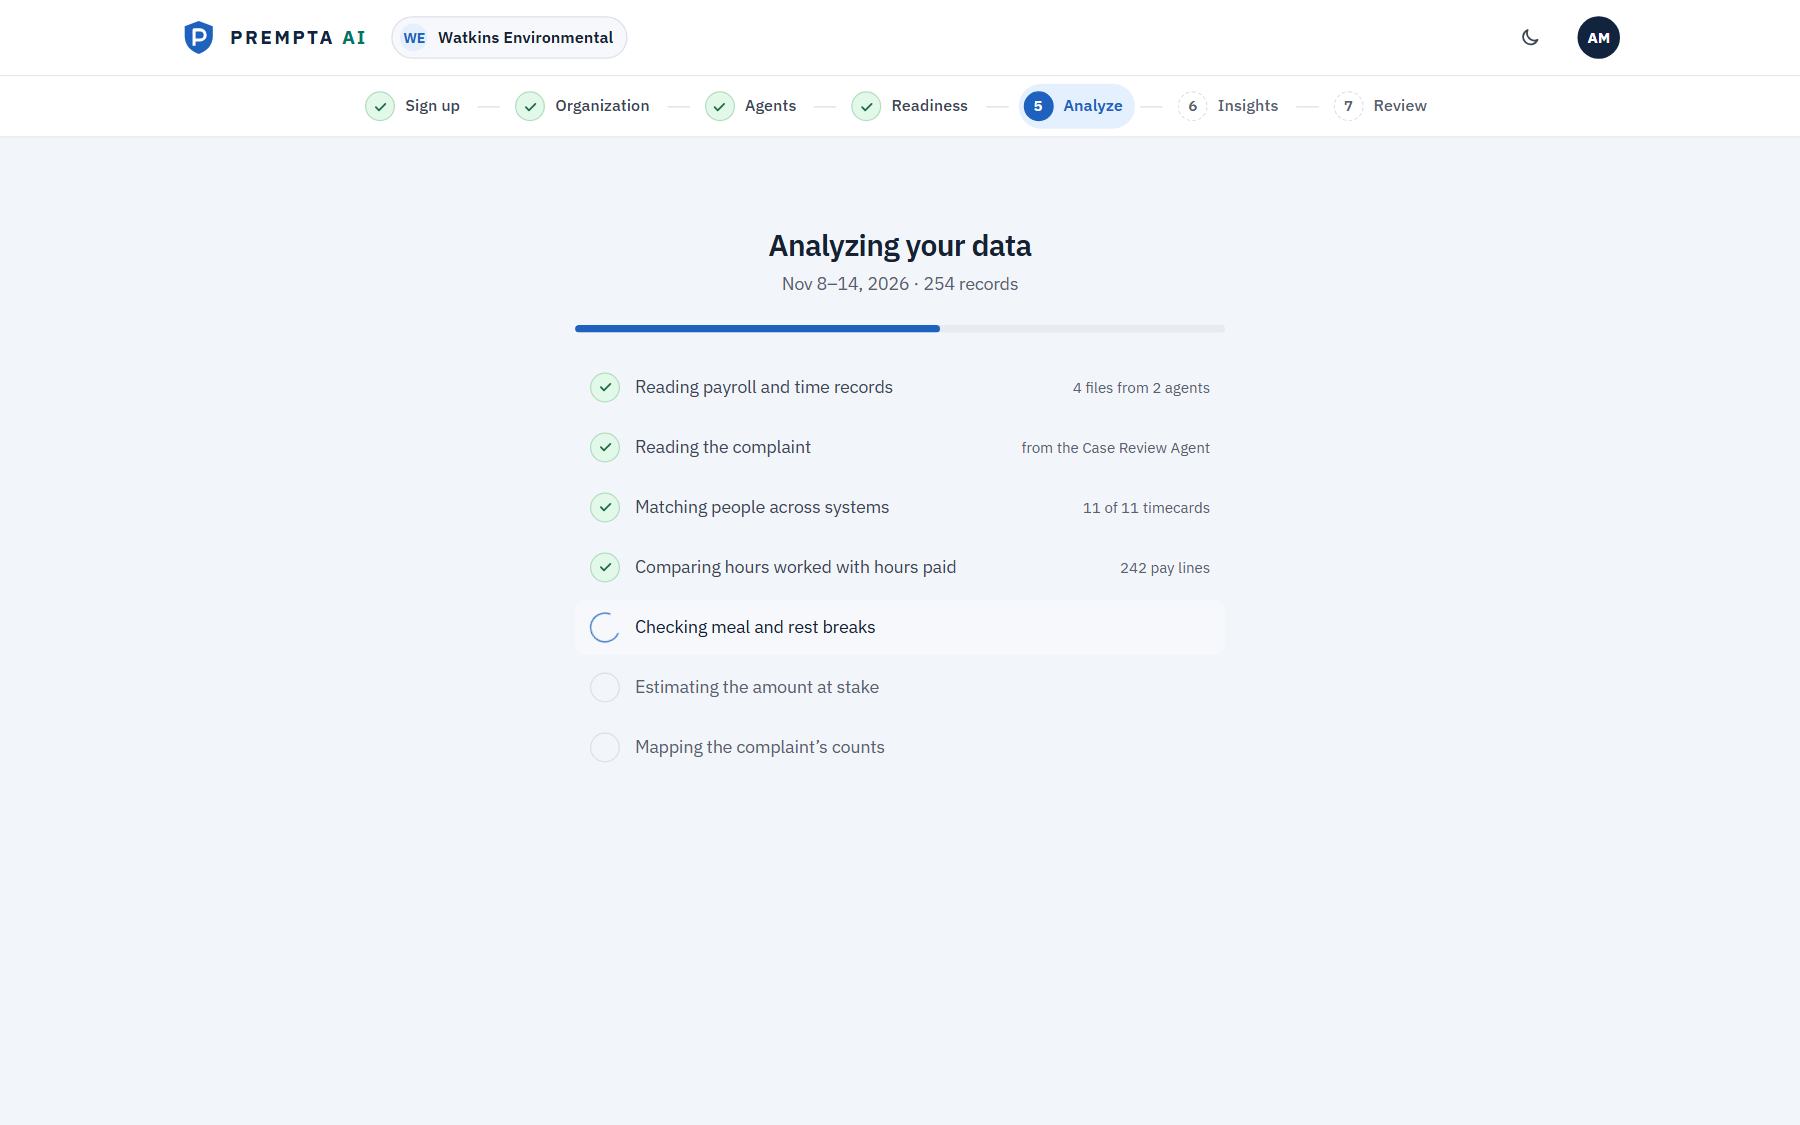 PREMPTA AI
WE Watkins Environmental
AM
Sign up
Organization
Agents
Readiness
5 Analyze
6 Insights
7 Review
Analyzing your data
Nov 8–14, 2026 · 254 records
Reading payroll and time records 4 files from 2 agents
Reading the complaint from the Case Review Agent
Matching people across systems 11 of 11 timecards
Comparing hours worked with hours paid 242 pay lines
Checking meal and rest breaks
Estimating the amount at stake
Mapping the complaint’s counts